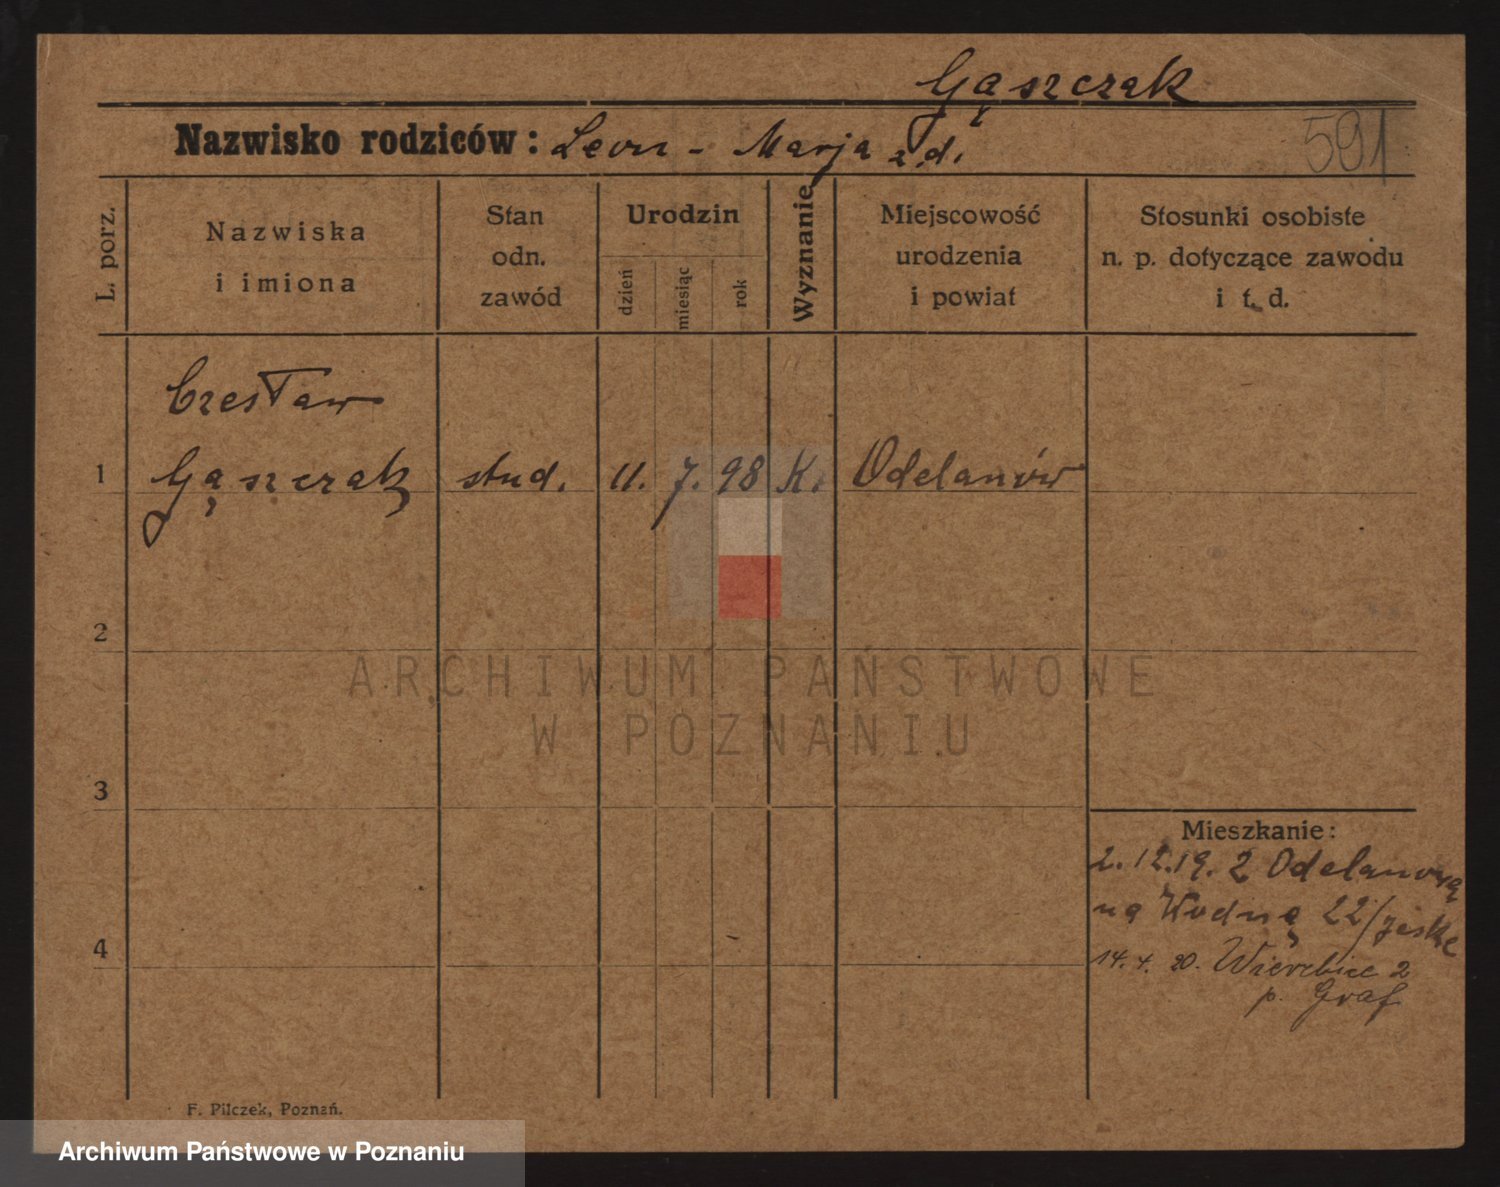 Gąszczak
Nazwisko rodziców: Leon - Marja z d.
591
L. porz.
Nazwiska
i imiona
Stan
odn.
zawód
Urodzin
dzień
miesiąc
rok
Wyznanie
Miejscowość
urodzenia
i powiat
Stosunki osobiste
n. p. dotyczące zawodu
i t. d.
Czesław
1 Gąszczak stud. 11. 7. 98 K. Odelanów
2
ARCHIWUM PAŃSTWOWE
W POZNANIU
3
Mieszkanie:
2.12.19. z Odelanowa
na Wodną 22/Jeske
4
14.4.20. Wierzbice 2
p. Graf
F. Pilczek, Poznań.
Archiwum Państwowe w Poznaniu